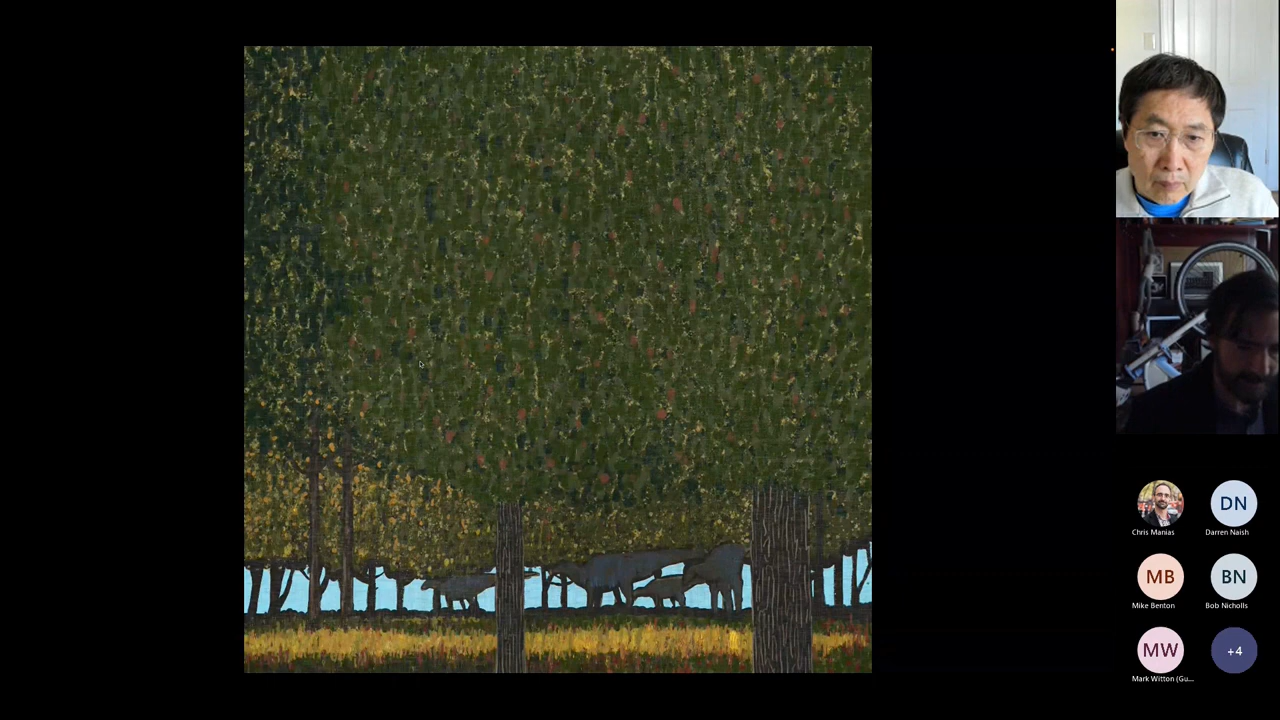 DN
Chris Manias
Darren Naish
MB
BN
Mike Benton
Bob Nicholls
MW
+4
Mark Witton (Gu...